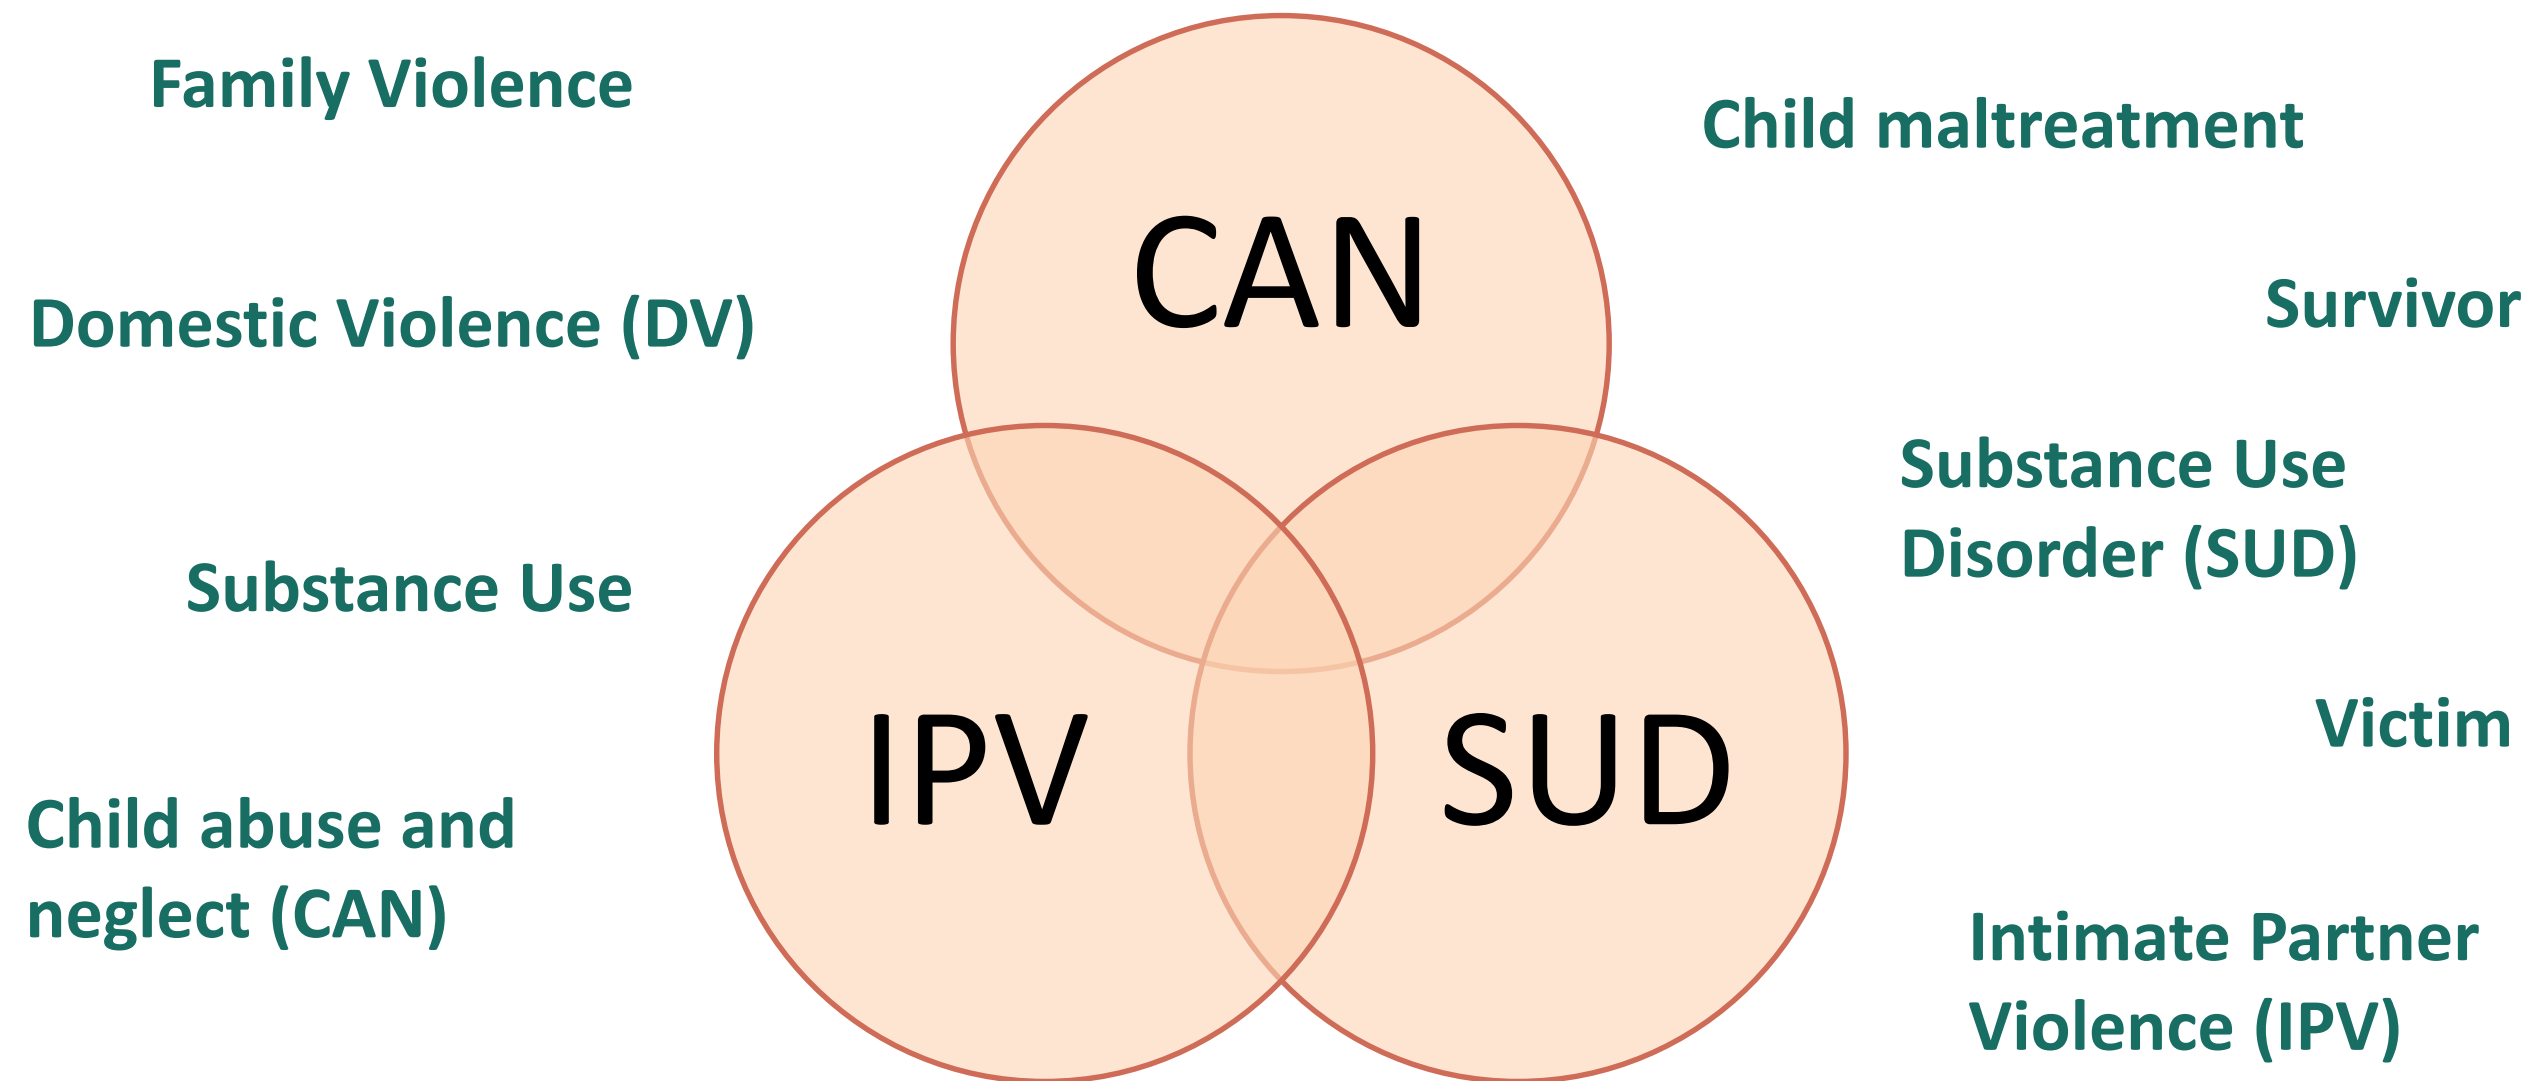 Family Violence
Child maltreatment
CAN
Domestic Violence (DV)
Survivor
Substance Use
Disorder (SUD)
Substance Use
IPV
SUD
Victim
Child abuse and
neglect (CAN)
Intimate Partner
Violence (IPV)